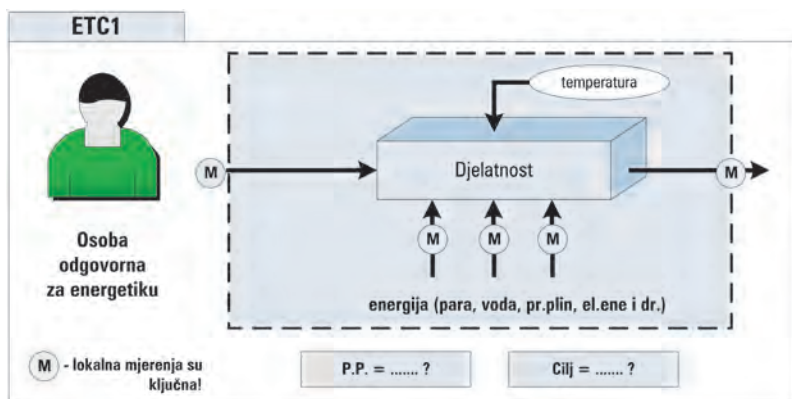 ETC1
temperatura
M
Djelatnost
M
M
M
M
Osoba
odgovorna
za energetiku
energija (para, voda, pr.plin, el.ene i dr.)
M - lokalna mjerenja su
ključna!
P.P. = ....... ?
Cilj = ....... ?